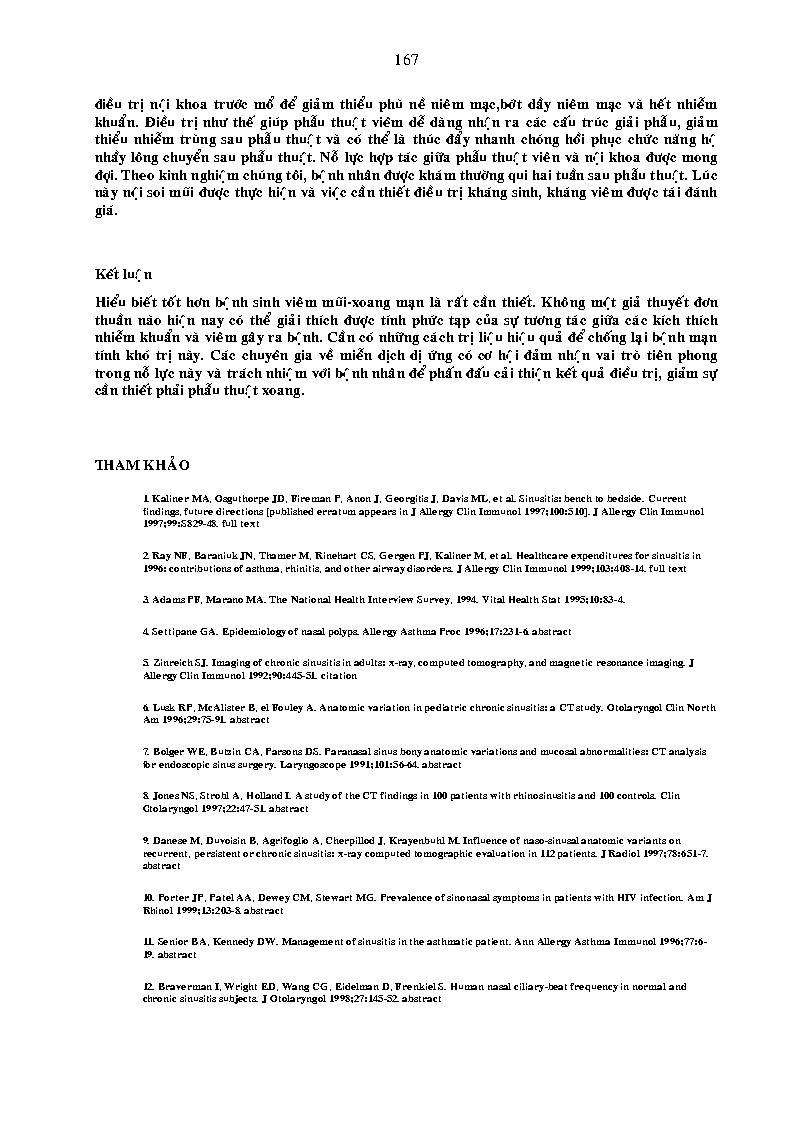 167
điều trị nội khoa trước mổ để giảm thiểu phù nề niêm mạc,bớt dầy niêm mạc và hết nhiễm
khuẩn. Điều trị như thế giúp phẫu thuật viêm dễ dàng nhận ra các cấu trúc giải phẫu, giảm
thiểu nhiễm trùng sau phẫu thuật và có thể là thúc đẩy nhanh chóng hồi phục chức năng hệ
nhầy lông chuyển sau phẫu thuật. Nỗ lực hợp tác giữa phẫu thuật viên và nội khoa được mong
đợi. Theo kinh nghiệm chúng tôi, bệnh nhân được khám thường qui hai tuần sau phẫu thuật. Lúc
này nội soi mũi được thực hiện và việc cần thiết điều trị kháng sinh, kháng viêm được tái đánh
giá.
Kết luận
Hiểu biết tốt hơn bệnh sinh viêm mũi-xoang mạn là rất cần thiết. Không một giả thuyết đơn
thuần nào hiện nay có thể giải thích được tính phức tạp của sự tương tác giữa các kích thích
nhiễm khuẩn và viêm gây ra bệnh. Cần có những cách trị liệu hiệu quả để chống lại bệnh mạn
tính khó trị này. Các chuyên gia về miễn dịch dị ứng có cơ hội đảm nhận vai trò tiên phong
trong nỗ lực này và trách nhiệm với bệnh nhân để phấn đấu cải thiện kết quả điều trị, giảm sự
cần thiết phải phẫu thuật xoang.
THAM KHẢO
1. Kaliner MA, Osguthorpe JD, Fireman P, Anon J, Georgitis J, Davis ML, et al. Sinusitis: bench to bedside. Current
findings, future directions [published erratum appears in J Allergy Clin Immunol 1997;100:510]. J Allergy Clin Immunol
1997;99:S829-48. full text
2. Ray NF, Baraniuk JN, Thamer M, Rinehart CS, Gergen PJ, Kaliner M, et al. Healthcare expenditures for sinusitis in
1996: contributions of asthma, rhinitis, and other airway disorders. J Allergy Clin Immunol 1999;103:408-14. full text
3. Adams PF, Marano MA. The National Health Interview Survey, 1994. Vital Health Stat 1995;10:83-4.
4. Settipane GA. Epidemiology of nasal polyps. Allergy Asthma Proc 1996;17:231-6. abstract
5. Zinreich SJ. Imaging of chronic sinusitis in adults: x-ray, computed tomography, and magnetic resonance imaging. J
Allergy Clin Immunol 1992;90:445-51. citation
6. Lusk RP, McAlister B, el Fouley A. Anatomic variation in pediatric chronic sinusitis: a CT study. Otolaryngol Clin North
Am 1996;29:75-91. abstract
7. Bolger WE, Butzin CA, Parsons DS. Paranasal sinus bony anatomic variations and mucosal abnormalities: CT analysis
for endoscopic sinus surgery. Laryngoscope 1991;101:56-64. abstract
8. Jones NS, Strobl A, Holland I. A study of the CT findings in 100 patients with rhinosinusitis and 100 controls. Clin
Otolaryngol 1997;22:47-51. abstract
9. Danese M, Duvoisin B, Agrifoglio A, Cherpillod J, Krayenbuhl M. Influence of naso-sinusal anatomic variants on
recurrent, persistent or chronic sinusitis: x-ray computed tomographic evaluation in 112 patients. J Radiol 1997;78:651-7.
abstract
10. Porter JP, Patel AA, Dewey CM, Stewart MG. Prevalence of sinonasal symptoms in patients with HIV infection. Am J
Rhinol 1999;13:203-8. abstract
11. Senior BA, Kennedy DW. Management of sinusitis in the asthmatic patient. Ann Allergy Asthma Immunol 1996;77:6-
19. abstract
12. Braverman I, Wright ED, Wang CG, Eidelman D, Frenkiel S. Human nasal ciliary-beat frequency in normal and
chronic sinusitis subjects. J Otolaryngol 1998;27:145-52. abstract